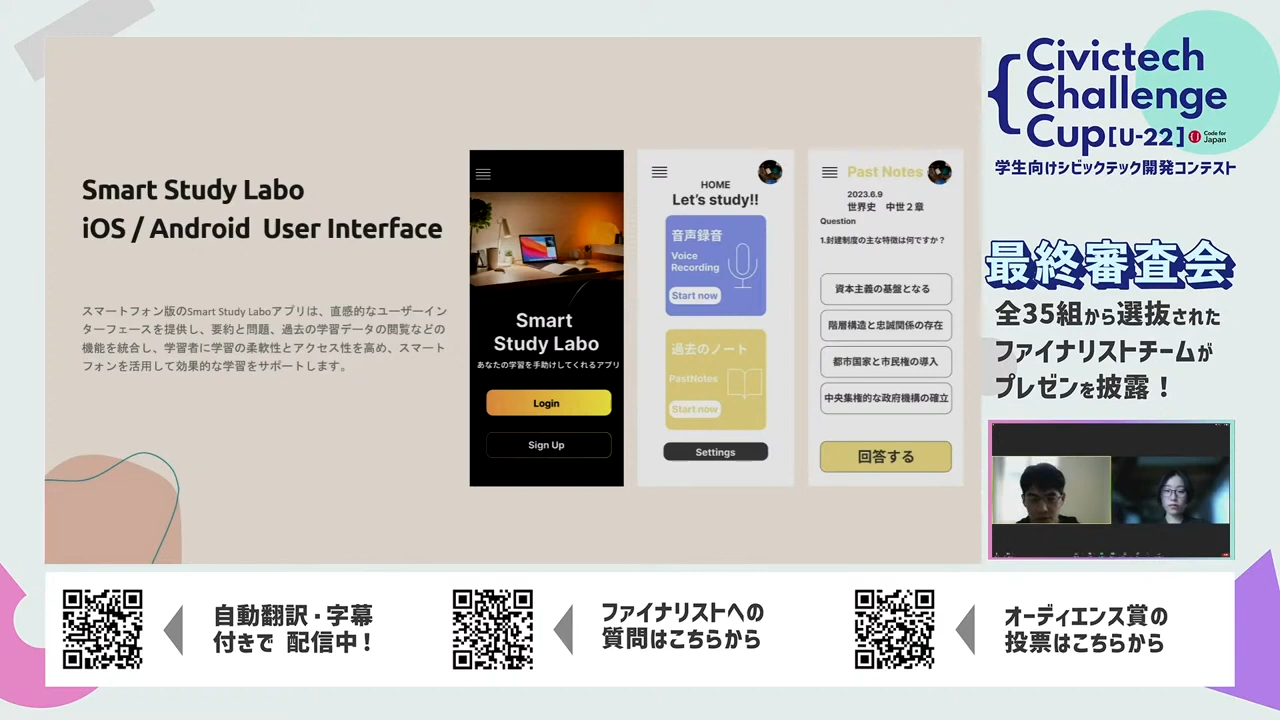 Smart Study Labo
iOS / Android User Interface
スマートフォン版のSmart Study Laboアプリは、直感的なユーザーイン
ターフェースを提供し、要約と問題、過去の学習データの閲覧などの
機能を統合し、学習者に学習の柔軟性とアクセス性を高め、スマート
フォンを活用して効果的な学習をサポートします。
Smart
Study Labo
あなたの学習を手助けしてくれるアプリ
Login
Sign Up
HOME
Let's study!!
音声録音
Voice
Recording
Start now
過去のノート
PastNotes
Start now
Settings
Past Notes
2023.6.9
世界史 中世２章
Question
1.封建制度の主な特徴は何ですか？
資本主義の基盤となる
階層構造と忠誠関係の存在
都市国家と市民権の導入
中央集権的な政府機構の確立
回答する
Civictech
Challenge
Cup[U-22]
Code for
Japan
学生向けシビックテック開発コンテスト
最終審査会
全35組から選抜された
ファイナリストチームが
プレゼンを披露！
自動翻訳・字幕
付きで 配信中！
ファイナリストへの
質問はこちらから
オーディエンス賞の
投票はこちらから